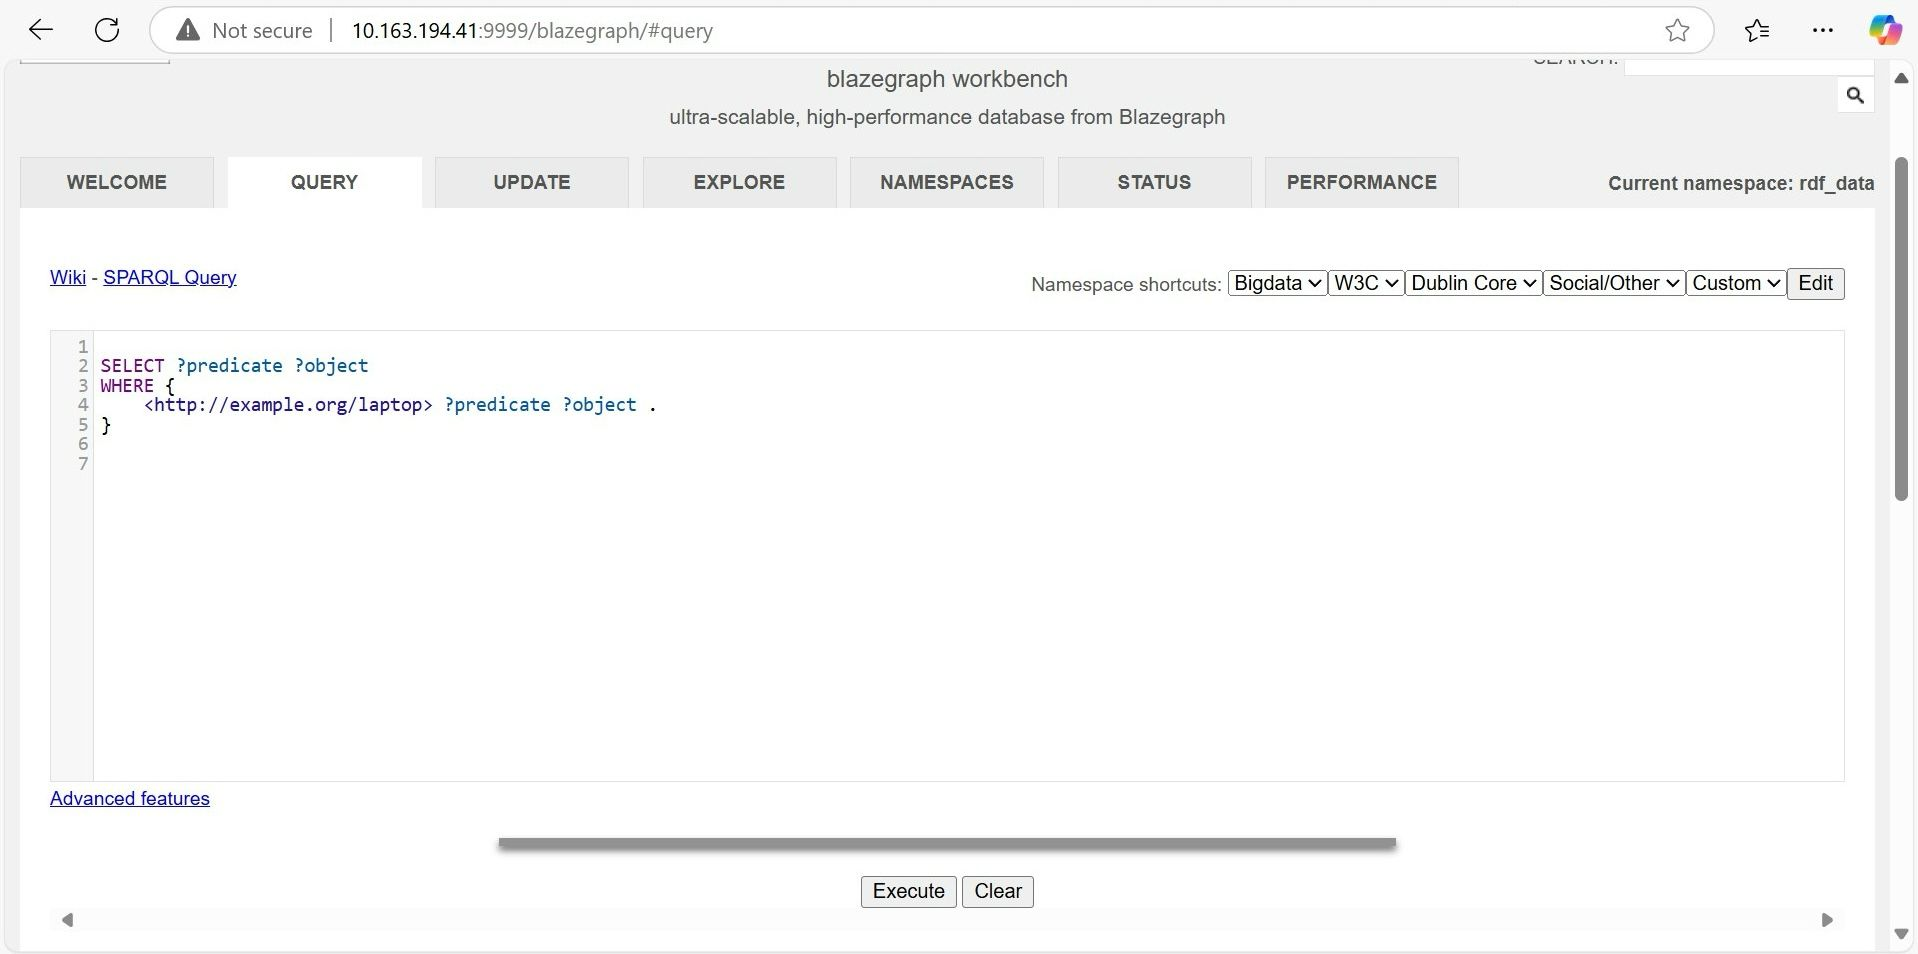 Not secure 10.163.194.41:9999/blazegraph/#query
SEARCH:
blazegraph workbench
ultra-scalable, high-performance database from Blazegraph
WELCOME QUERY UPDATE EXPLORE NAMESPACES STATUS PERFORMANCE Current namespace: rdf_data
Wiki - SPARQL Query Namespace shortcuts: Bigdata W3C Dublin Core Social/Other Custom Edit
1
2 SELECT ?predicate ?object
3 WHERE {
4 <http://example.org/laptop> ?predicate ?object .
5 }
6
7
Advanced features
Execute Clear